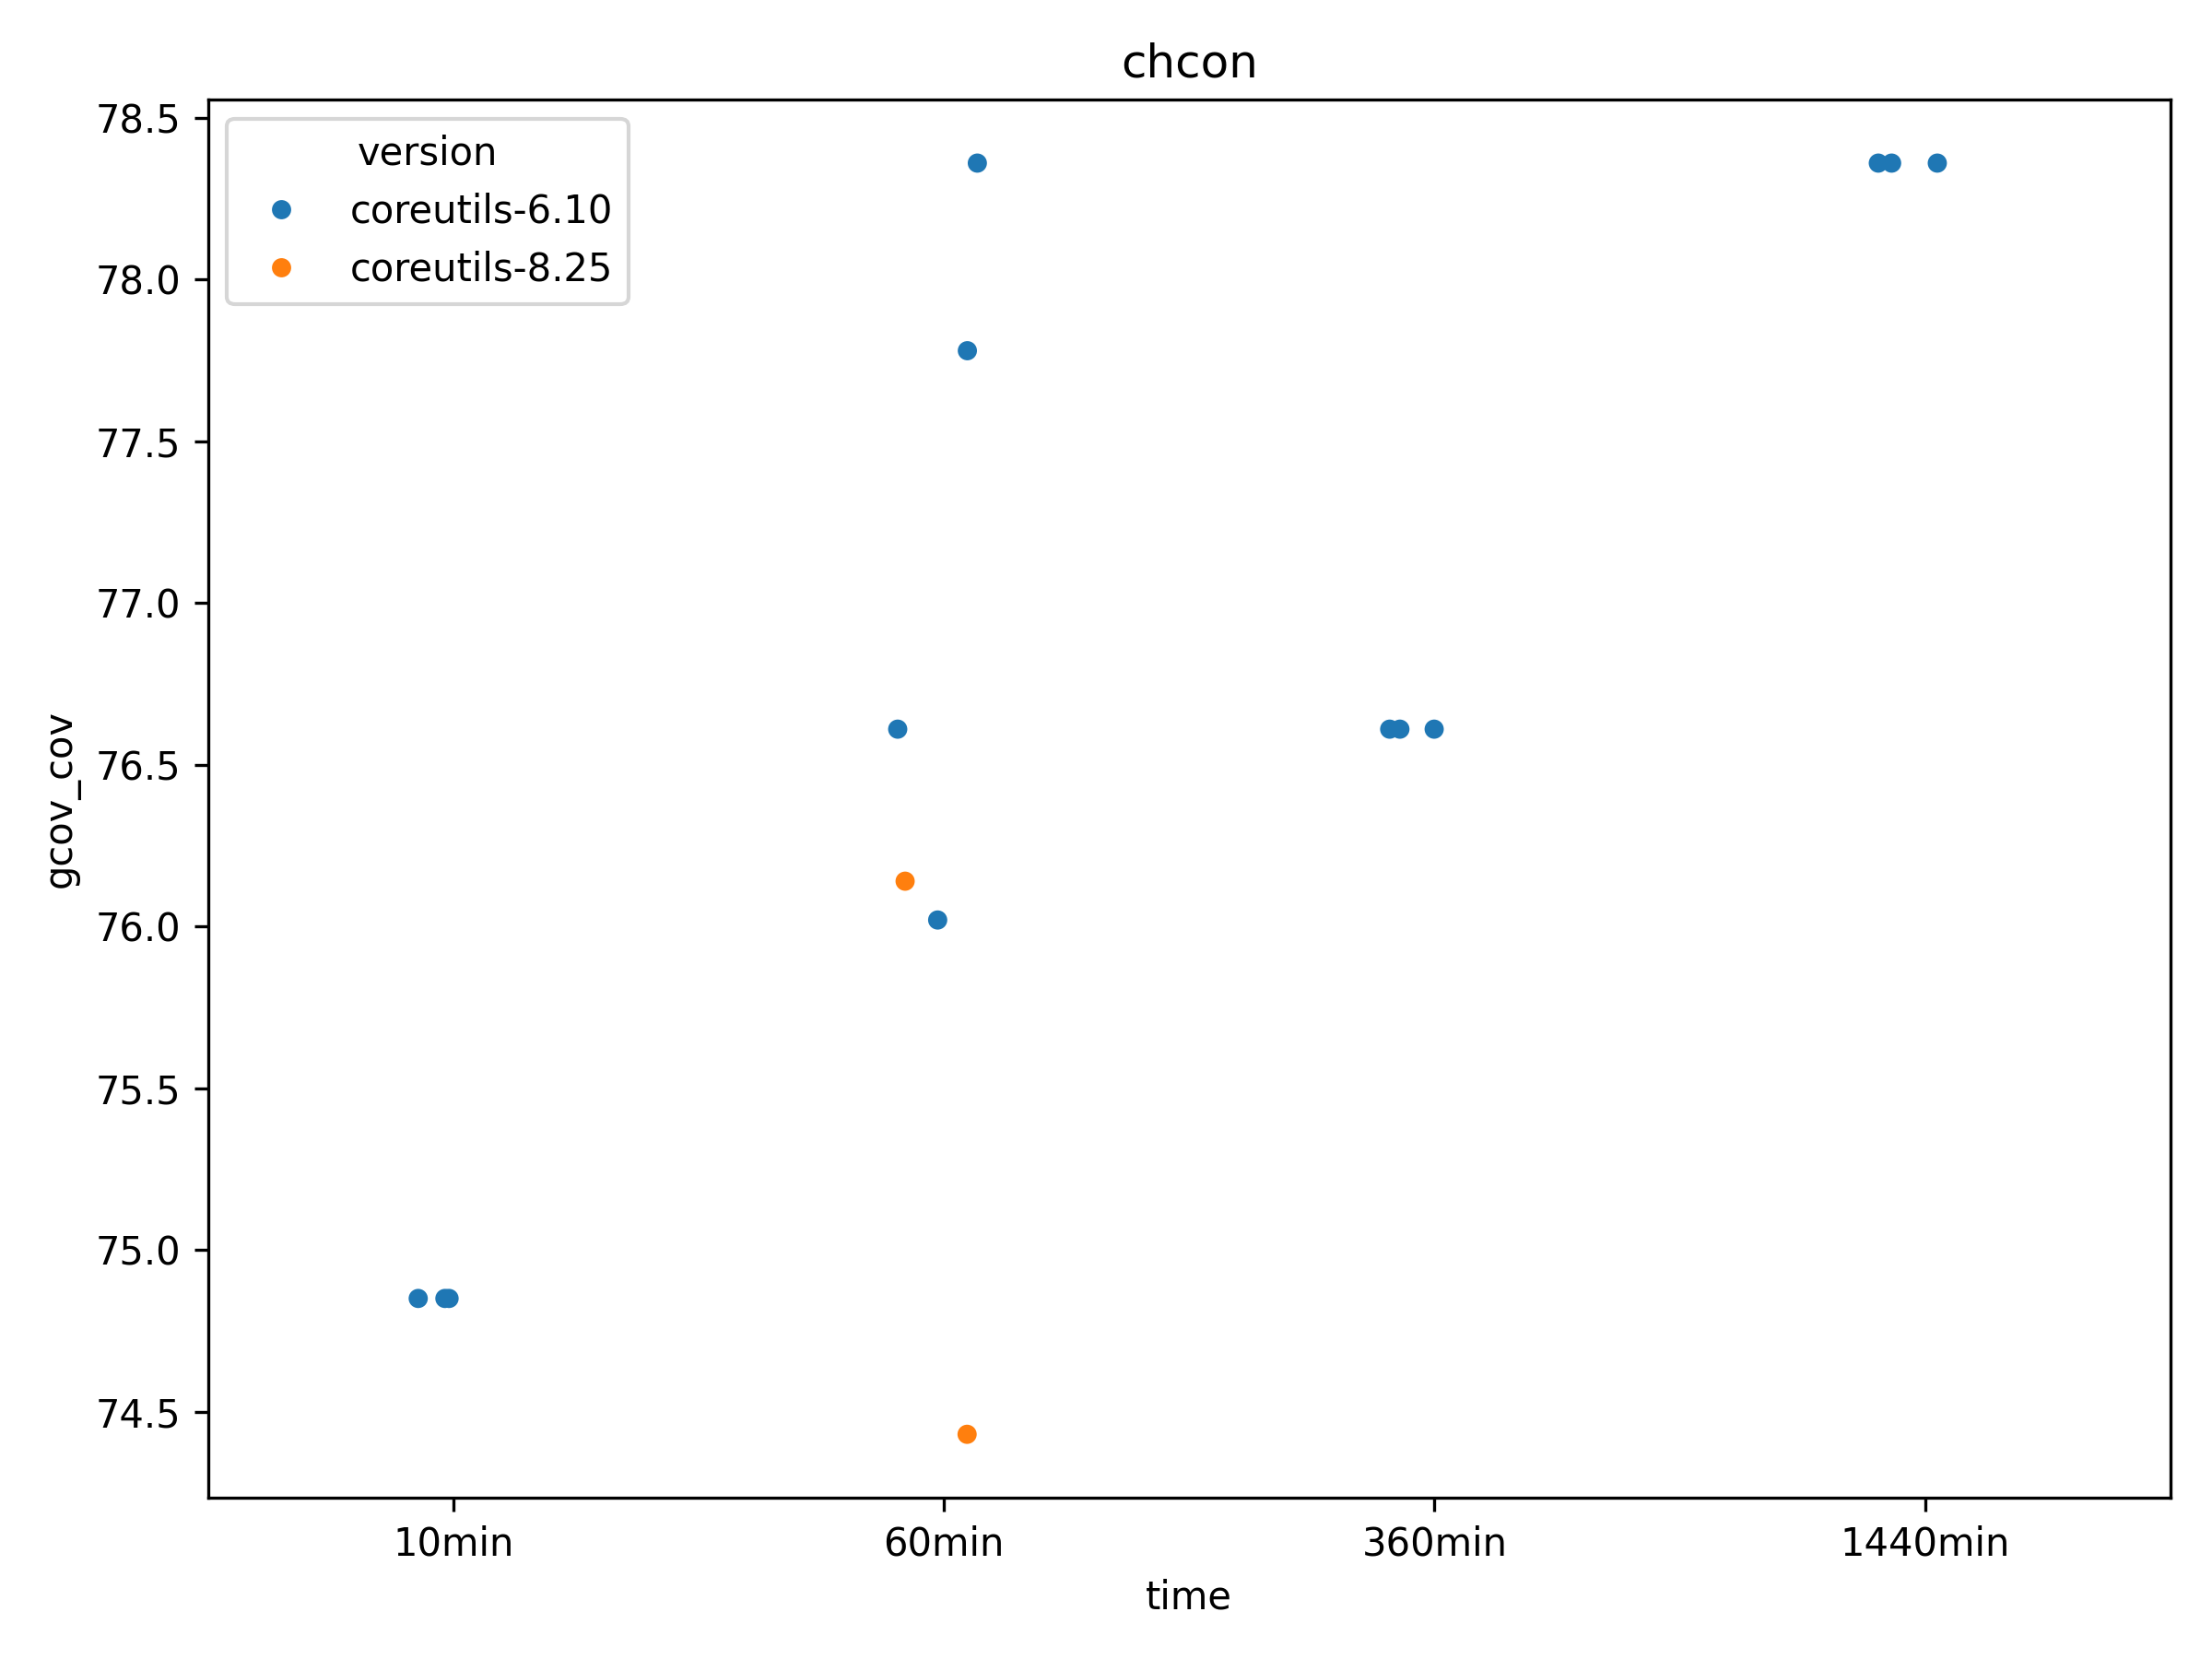 chcon
version
coreutils-6.10
coreutils-8.25
gcov_cov
78.5
78.0
77.5
77.0
76.5
76.0
75.5
75.0
74.5
10min 60min 360min 1440min
time